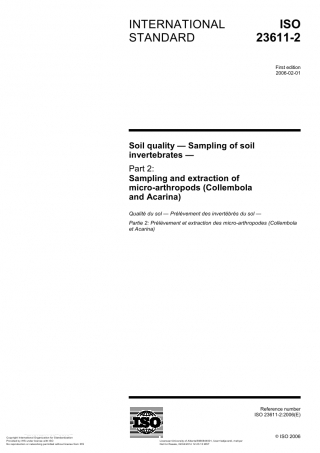 INTERNATIONAL
STANDARD
ISO
23611-2
First edition
2006-02-01
Soil quality — Sampling of soil
invertebrates —
Part 2:
Sampling and extraction of
micro-arthropods (Collembola
and Acarina)
Qualité du sol — Prélèvement des invertébrés du sol —
Partie 2: Prélèvement et extraction des micro-arthropodes (Collembola
et Acarina)
ISO
Reference number
ISO 23611-2:2006(E)
© ISO 2006